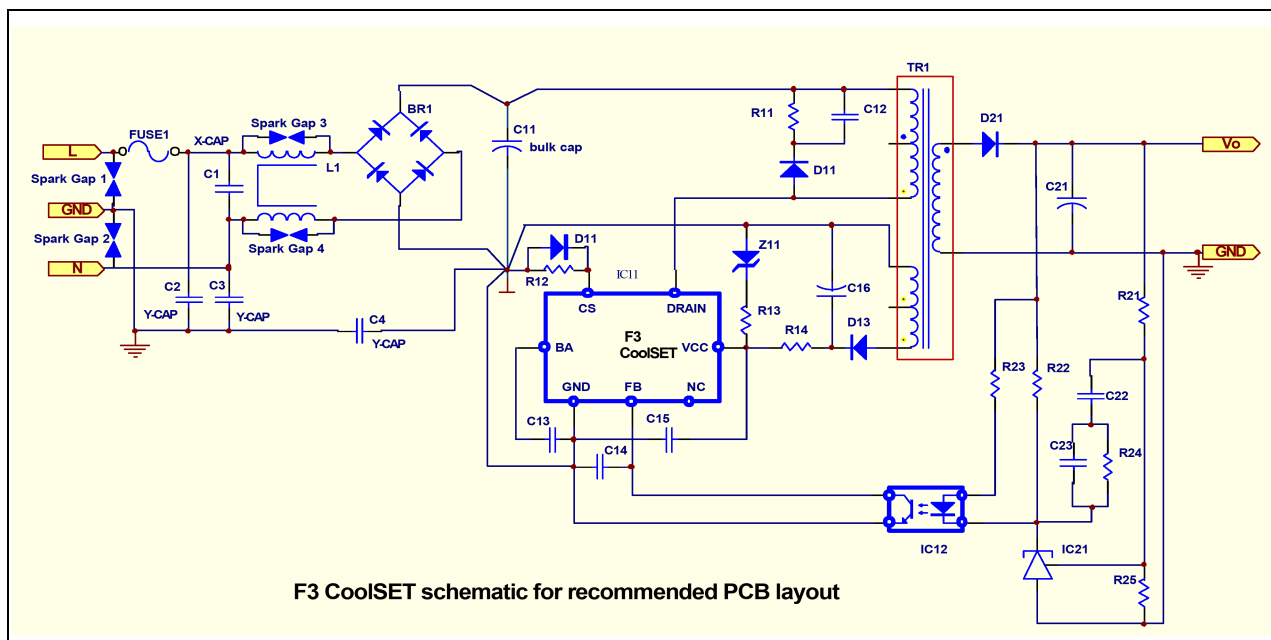 TR1
BR1
Spark Gap 3
FUSE1
X-CAP
R11
C12
D21
C11
bulk cap
L
L1
Vo
Spark Gap 1
C1
D11
C21
GND
Spark Gap 2
Spark Gap 4
D11
Z11
GND
N
R12
IC11
C2
C3
C16
R21
Y-CAP
Y-CAP
C4
Y-CAP
CS
DRAIN
R13
R14
D13
F3
CoolSET
BA
VCC
R23
R22
GND
FB
NC
C22
C13
C15
C14
C23
R24
IC12
IC21
R25
F3 CoolSET schematic for recommended PCB layout